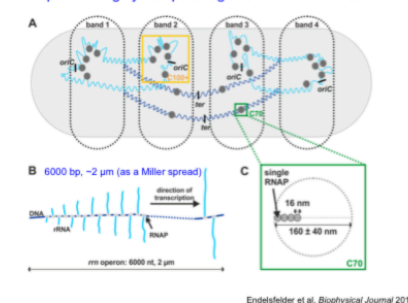 A
band 1
band 2
band 3
band 4
oriC
oriC
C100+
oriC
oriC
ter
ter
C70
B 6000 bp, ~2 μm (as a Miller spread)
direction of
transcription
DNA
rRNA
RNAP
rrn operon: 6000 nt, 2 μm
C
single
RNAP
16 nm
160 ± 40 nm
C70
Endelsfelder et al, Biophysical Journal 201